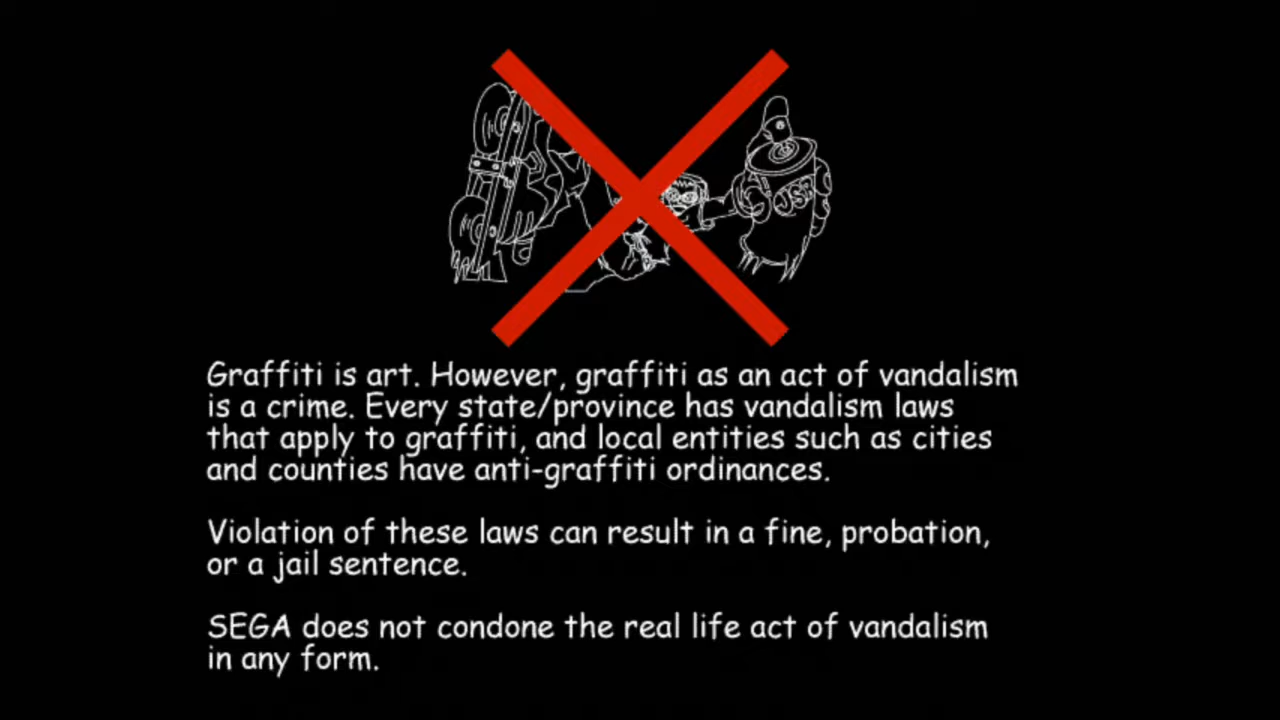 JSR
Graffiti is art. However, graffiti as an act of vandalism
is a crime. Every state/province has vandalism laws
that apply to graffiti, and local entities such as cities
and counties have anti-graffiti ordinances.
Violation of these laws can result in a fine, probation,
or a jail sentence.
SEGA does not condone the real life act of vandalism
in any form.